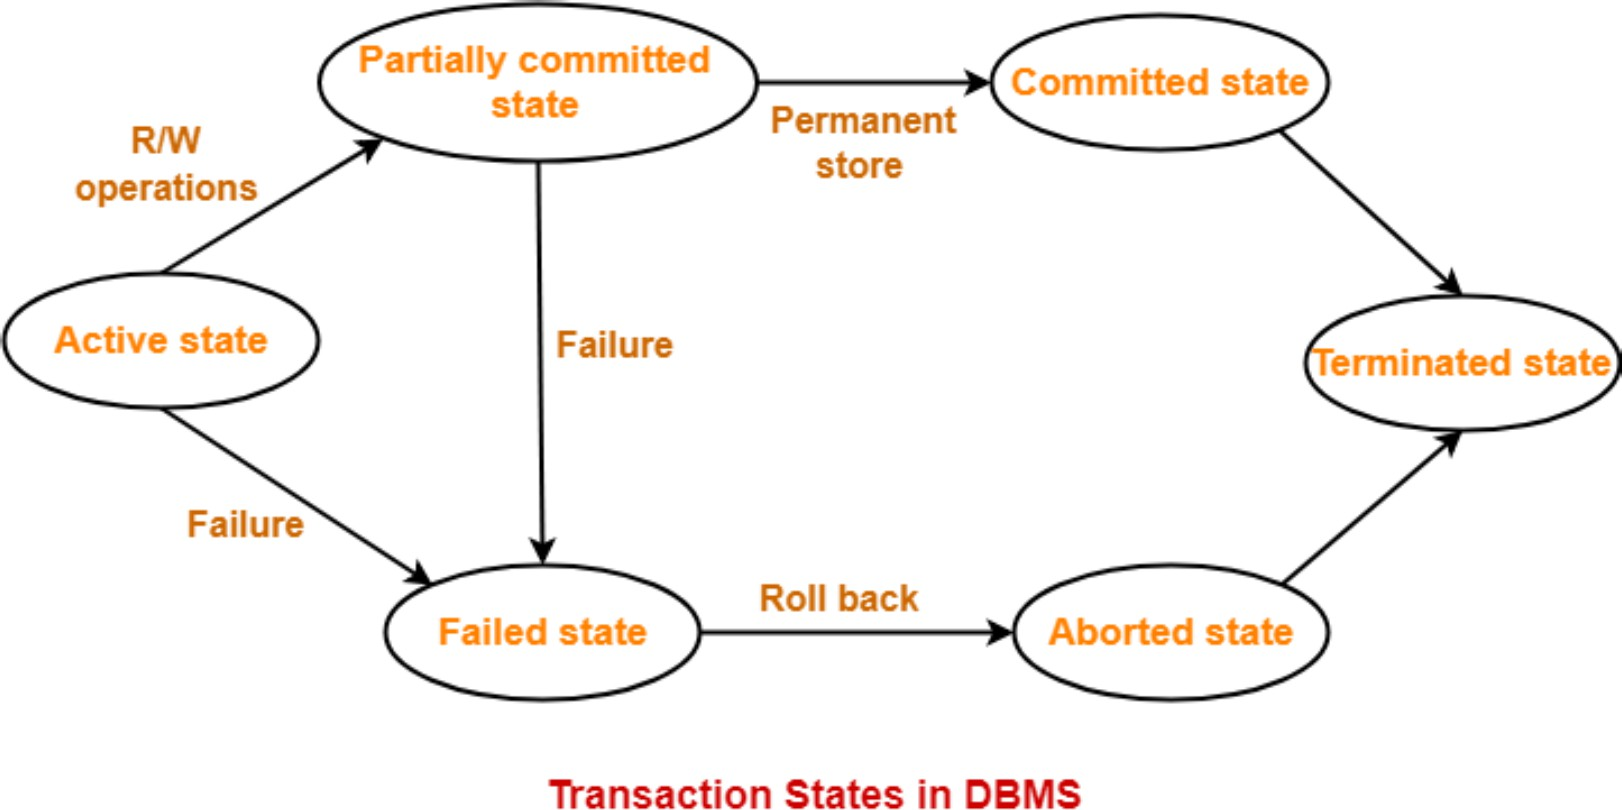 Partially committed
state
Committed state
R/W
operations
Permanent
store
Active state
Failure
Terminated state
Failure
Roll back
Failed state
Aborted state
Transaction States in DBMS